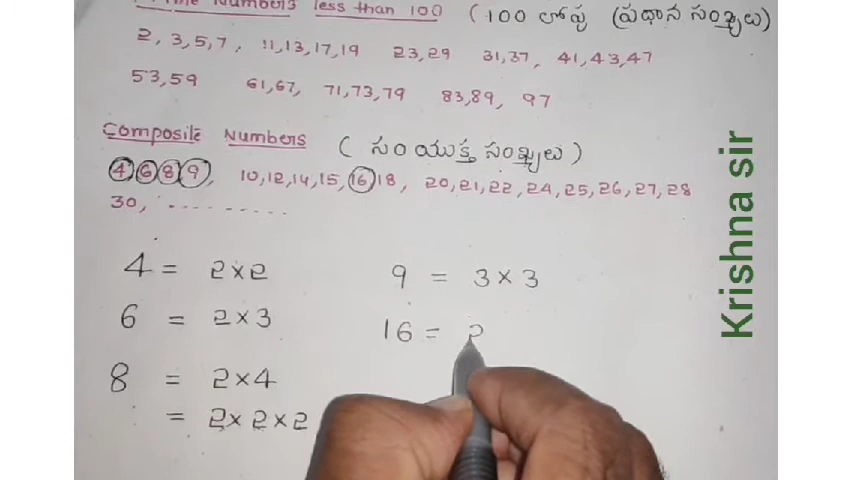 Numbers less than 100 (100 లోపు (ప్రధాన సంఖ్యలు)
2, 3, 5, 7, 11, 13, 17, 19 23, 29 31, 37, 41, 43, 47
53, 59 61, 67, 71, 73, 79 83, 89, 97
Composite Numbers (సంయుక్త సంఖ్యలు)
4 6 8 9, 10, 12, 14, 15, 16 18, 20, 21, 22, 24, 25, 26, 27, 28
30, ..........
4 = 2 × 2
6 = 2 × 3
8 = 2 × 4
= 2 × 2 × 2
9 = 3 × 3
16 = 2
Krishna sir